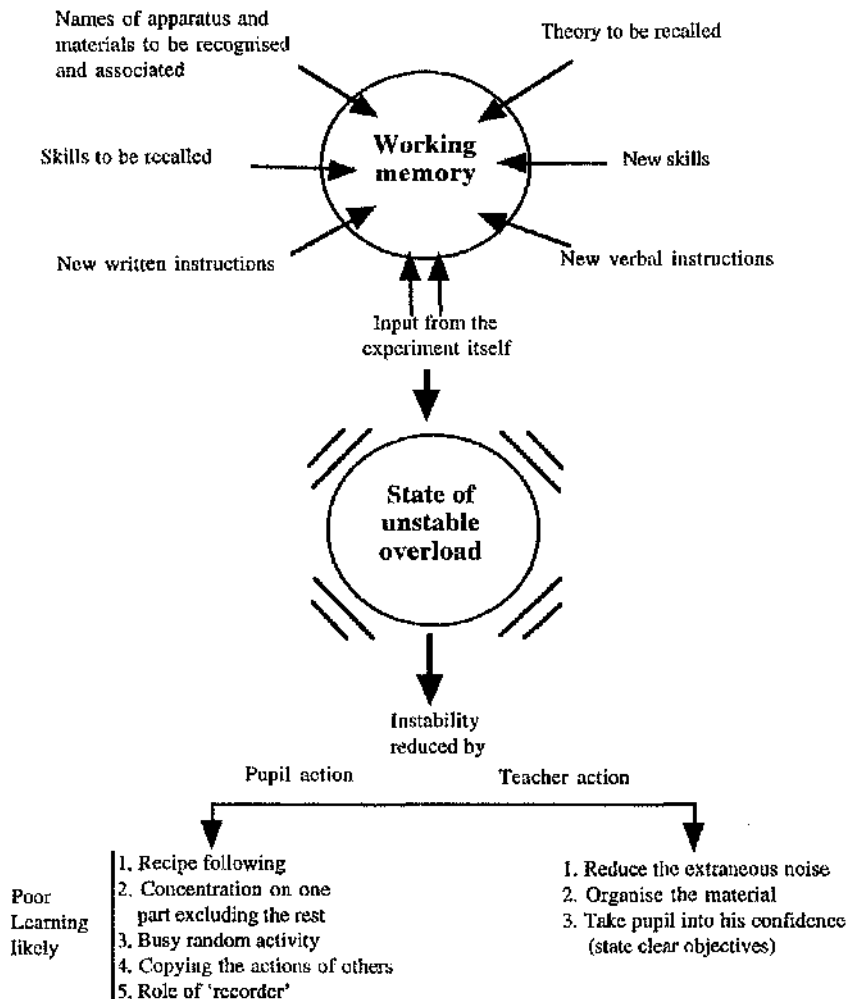 Names of apparatus and
materials to be recognised
and associated
Theory to be recalled
Working
memory
Skills to be recalled
New skills
New written instructions
New verbal instructions
Input from the
experiment itself
State of
unstable
overload
Instability
reduced by
Pupil action
Teacher action
Poor
Learning
likely
1. Recipe following
2. Concentration on one
part excluding the rest
3. Busy random activity
4. Copying the actions of others
5. Role of 'recorder'
1. Reduce the extraneous noise
2. Organise the material
3. Take pupil into his confidence
(state clear objectives)